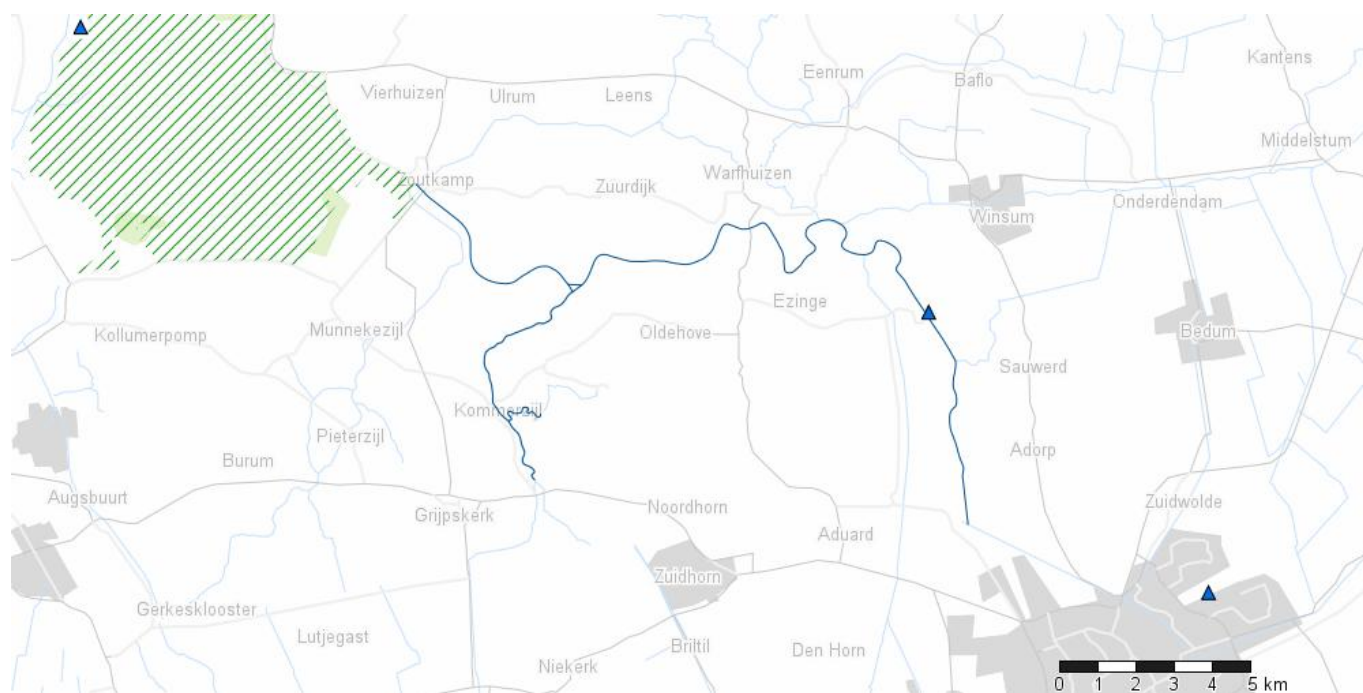 Kantens
Eenrum
Baflo
Vierhuizen
Ulrum
Leens
Middelstum
Zoutkamp
Zuurdijk
Warfhuizen
Winsum
Onderdendam
Ezinge
Kollumerpomp
Munnekezijl
Oldehove
Bedum
Sauwerd
Kommerzijl
Pieterzijl
Burum
Adorp
Augsbuurt
Grijpskerk
Noordhorn
Aduard
Zuidwolde
Zuidhorn
Gerkesklooster
Lutjegast
Niekerk
Briltil
Den Horn
0 1 2 3 4 5 km